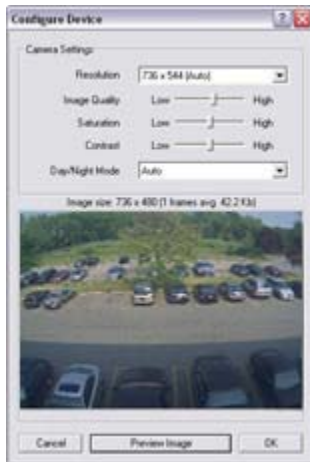 Configure Device
Camera Settings
Resolution 736 x 544 (Auto)
Image Quality Low High
Saturation Low High
Contrast Low High
Day/Night Mode Auto
Image size: 736 x 480 (1 frames avg. 42.2 Kb)
Cancel Preview Image OK